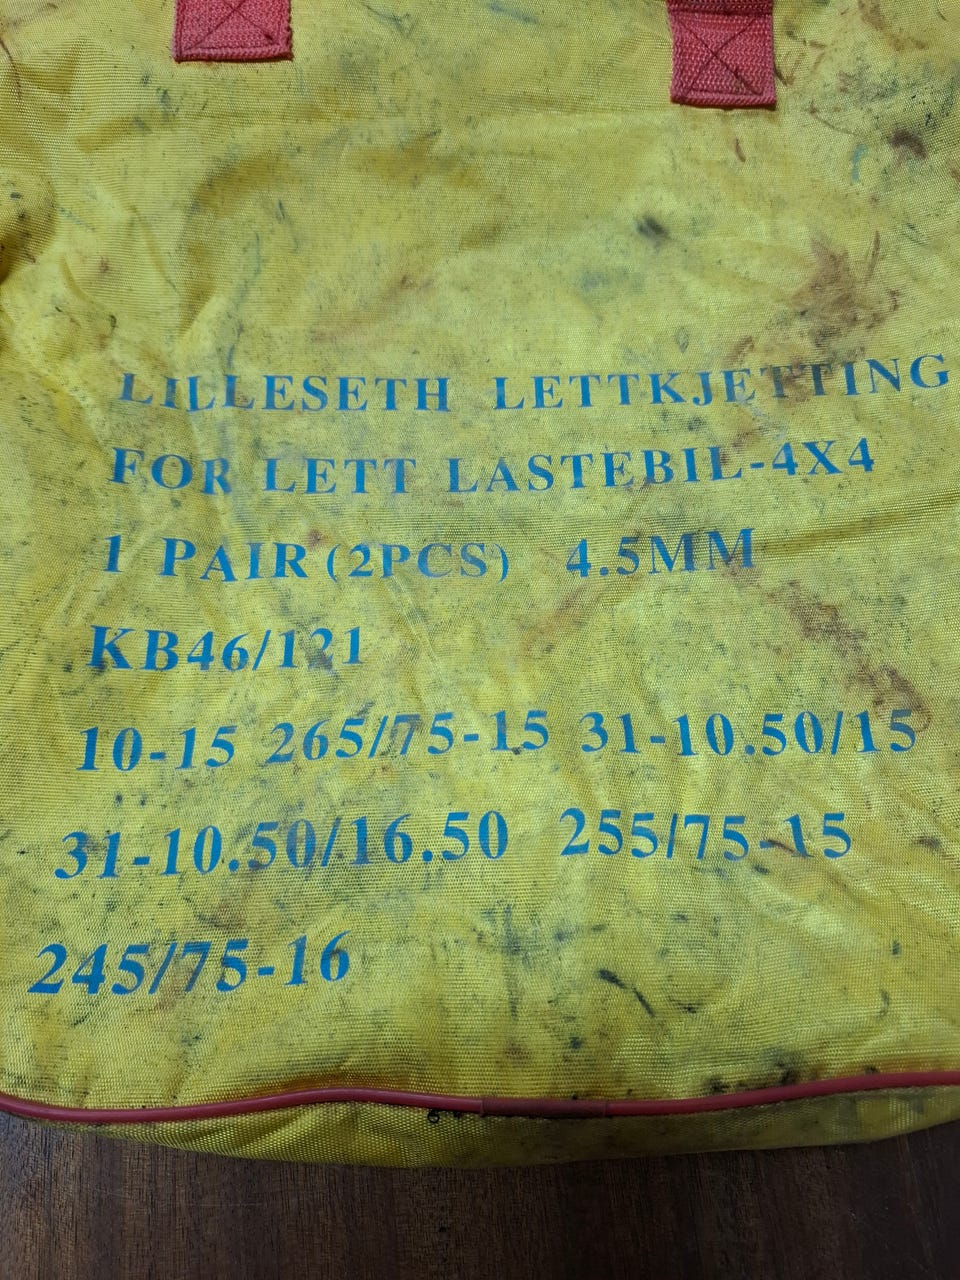 LILLESETH LETTKJETTING
FOR LETT LASTEBIL-4X4
1 PAIR (2PCS) 4.5MM
KB46/121
10-15 265/75-15 31-10.50/15
31-10.50/16.50 255/75-15
245/75-16